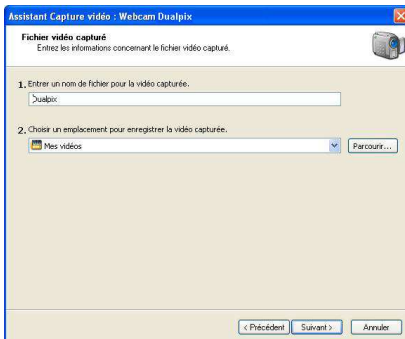 Assistant Capture vidéo : Webcam Dualpix
Fichier vidéo capturé
Entrez les informations concernant le fichier vidéo capturé.
1. Entrer un nom de fichier pour la vidéo capturée.
Dualpix
2. Choisir un emplacement pour enregistrer la vidéo capturée.
Mes vidéos
Parcourir...
< Précédent Suivant > Annuler